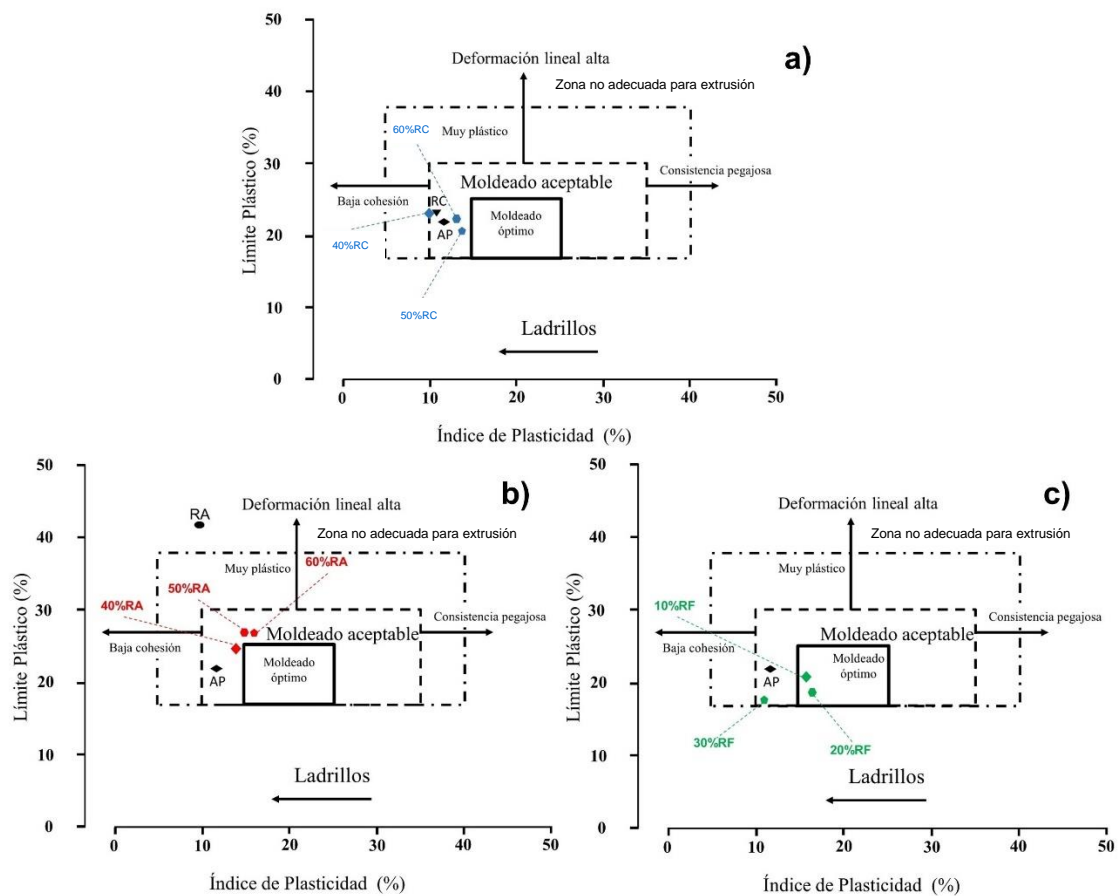 a)
Deformación lineal alta
Zona no adecuada para extrusión
60%RC
Muy plástico
Consistencia pegajosa
Moldeado aceptable
Baja cohesión
RC
Moldeado
óptimo
AP
40%RC
50%RC
Ladrillos
Límite Plástico (%)
50
40
30
20
10
0
0 10 20 30 40 50
Índice de Plasticidad (%)
b)
Deformación lineal alta
RA
Zona no adecuada para extrusión
Muy plástico
60%RA
50%RA
40%RA
Consistencia pegajosa
Moldeado aceptable
Baja cohesión
Moldeado
óptimo
AP
Ladrillos
Límite Plástico (%)
50
40
30
20
10
0
0 10 20 30 40 50
Índice de Plasticidad (%)
c)
Deformación lineal alta
Zona no adecuada para extrusión
Muy plástico
10%RF
Consistencia pegajosa
Moldeado aceptable
Baja cohesión
Moldeado
óptimo
AP
30%RF
20%RF
Ladrillos
Límite Plástico (%)
50
40
30
20
10
0
0 10 20 30 40 50
Índice de Plasticidad (%)